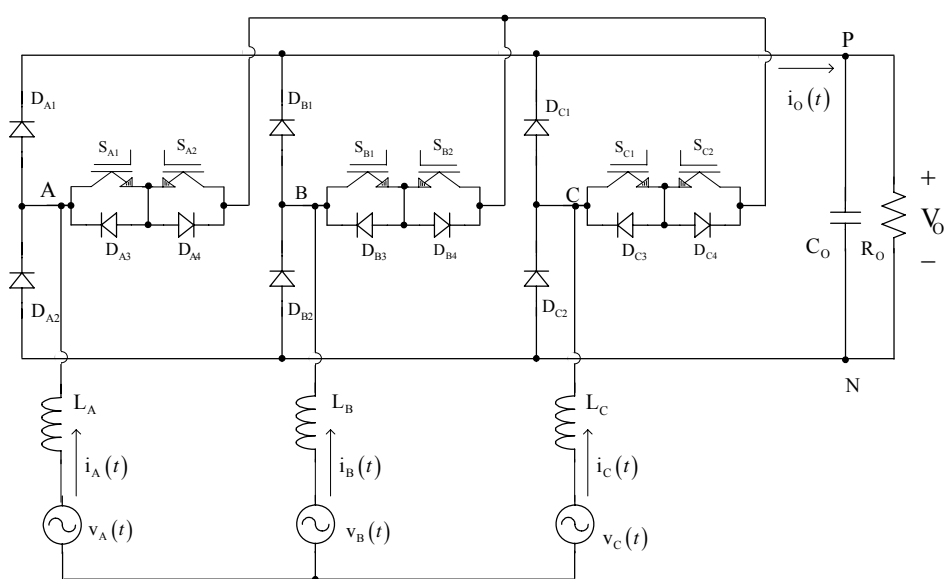 P
i_O(t)
D_A1
D_B1
D_C1
S_A1
S_A2
S_B1
S_B2
S_C1
S_C2
A
B
C
+
V_O
−
C_O
R_O
D_A3
D_A4
D_B3
D_B4
D_C3
D_C4
D_A2
D_B2
D_C2
N
L_A
L_B
L_C
i_A(t)
i_B(t)
i_C(t)
v_A(t)
v_B(t)
v_C(t)